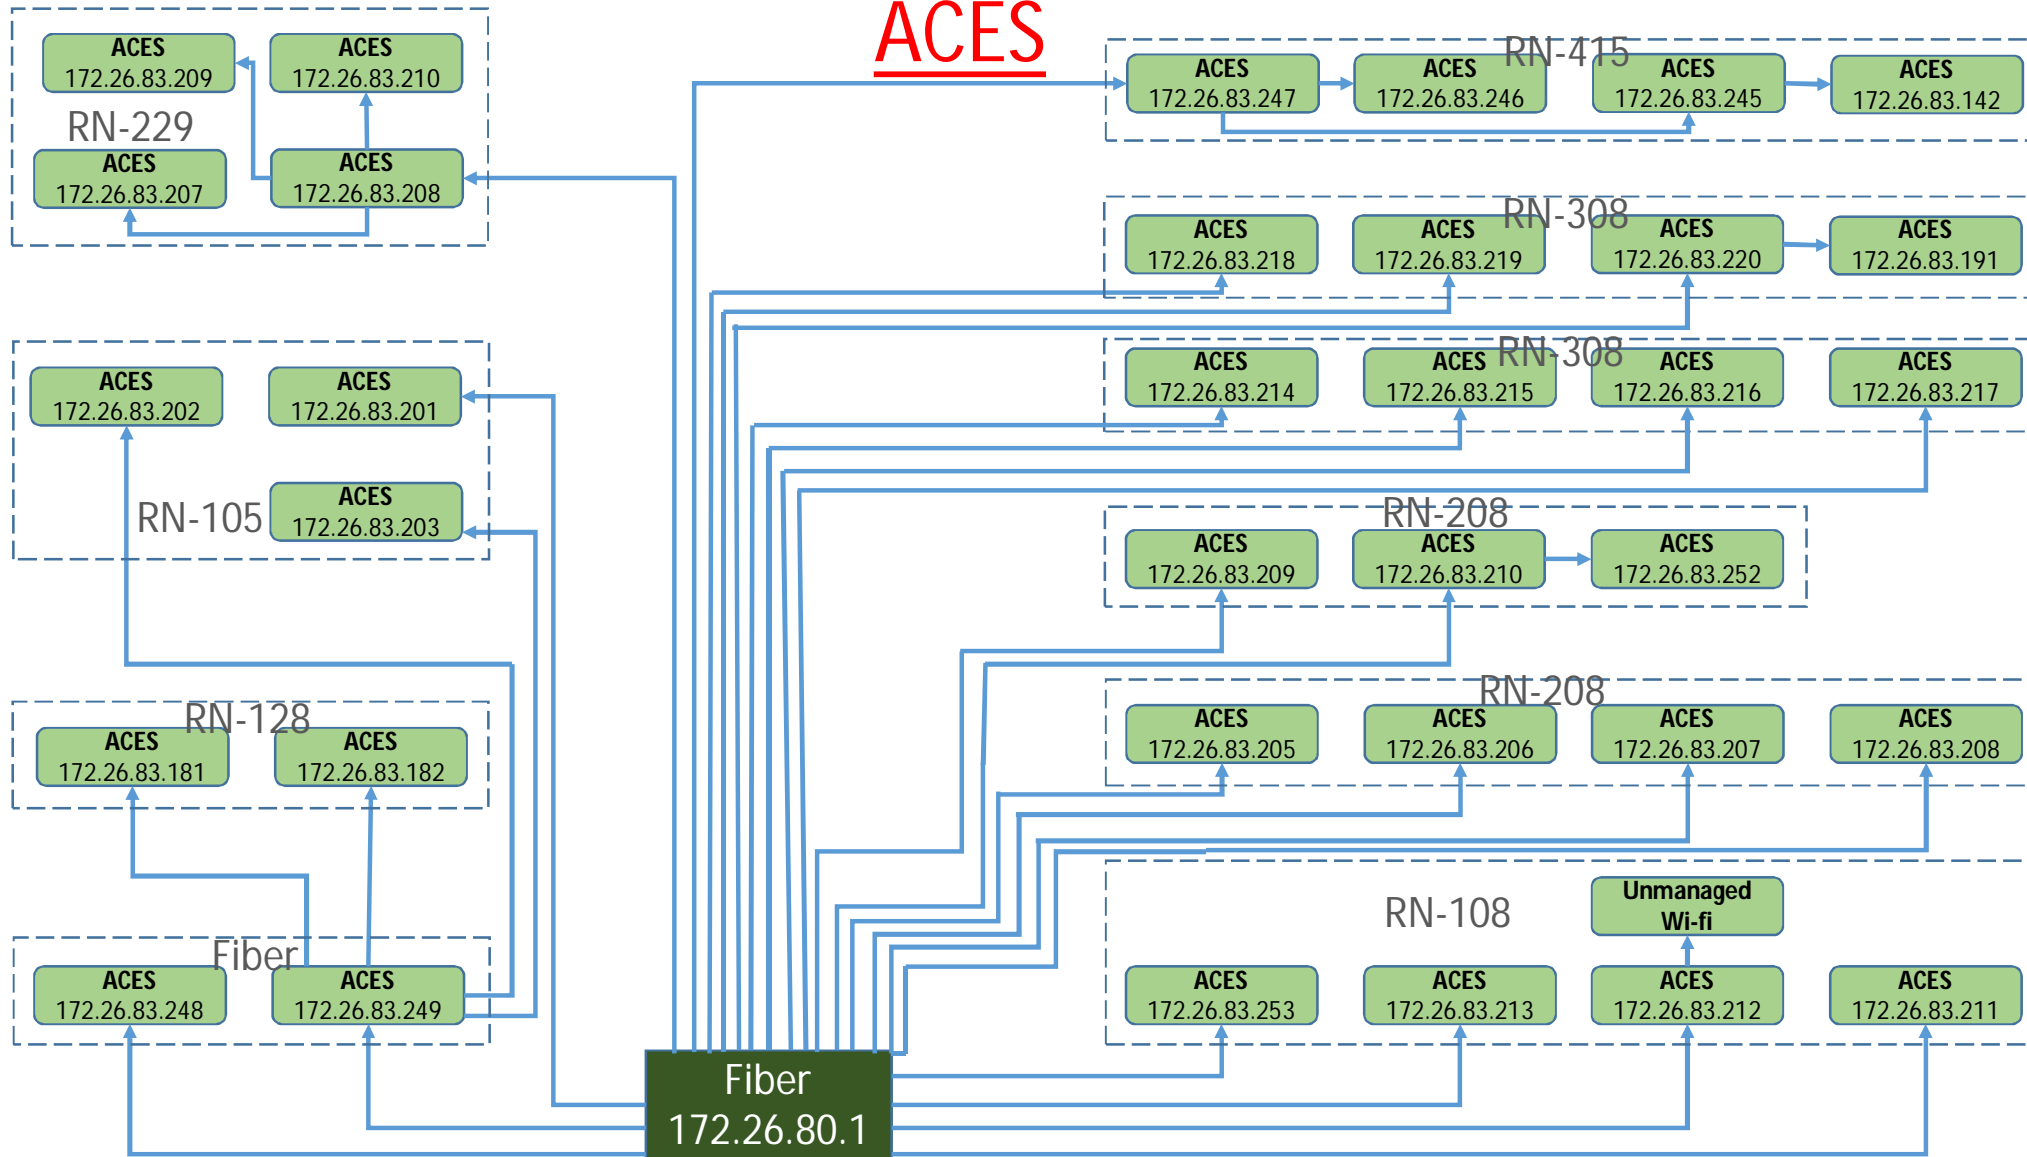 ACES
ACES
172.26.83.209
ACES
172.26.83.210
RN-229
ACES
172.26.83.207
ACES
172.26.83.208
RN-415
ACES
172.26.83.247
ACES
172.26.83.246
ACES
172.26.83.245
ACES
172.26.83.142
RN-308
ACES
172.26.83.218
ACES
172.26.83.219
ACES
172.26.83.220
ACES
172.26.83.191
RN-308
ACES
172.26.83.214
ACES
172.26.83.215
ACES
172.26.83.216
ACES
172.26.83.217
ACES
172.26.83.202
ACES
172.26.83.201
ACES
172.26.83.203
RN-105
RN-208
ACES
172.26.83.209
ACES
172.26.83.210
ACES
172.26.83.252
RN-128
ACES
172.26.83.181
ACES
172.26.83.182
RN-208
ACES
172.26.83.205
ACES
172.26.83.206
ACES
172.26.83.207
ACES
172.26.83.208
Fiber
ACES
172.26.83.248
ACES
172.26.83.249
RN-108
Unmanaged
Wi-fi
ACES
172.26.83.253
ACES
172.26.83.213
ACES
172.26.83.212
ACES
172.26.83.211
Fiber
172.26.80.1